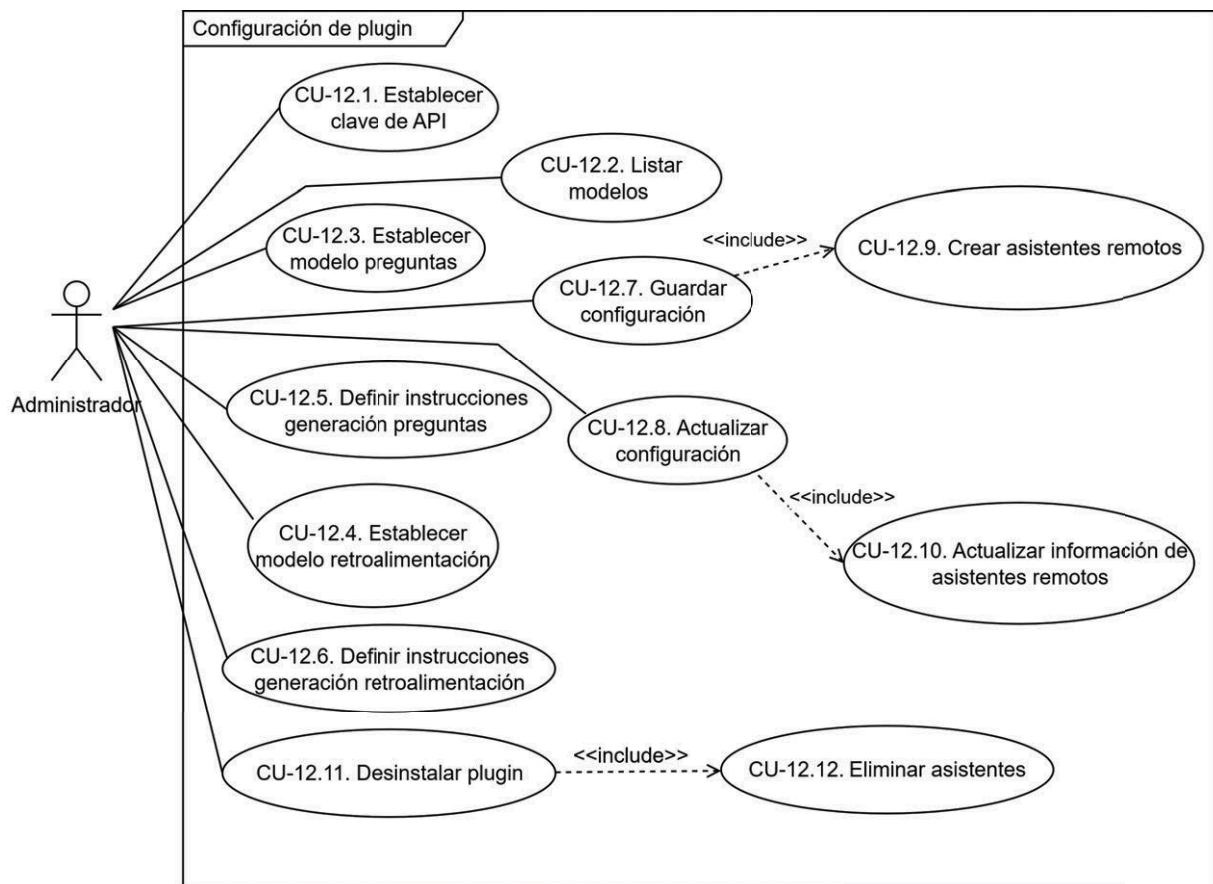 Configuración de plugin
CU-12.1. Establecer
clave de API
CU-12.2. Listar
modelos
CU-12.3. Establecer
modelo preguntas
<<include>>
CU-12.9. Crear asistentes remotos
CU-12.7. Guardar
configuración
Administrador
CU-12.5. Definir instrucciones
generación preguntas
CU-12.8. Actualizar
configuración
<<include>>
CU-12.4. Establecer
modelo retroalimentación
CU-12.10. Actualizar información de
asistentes remotos
CU-12.6. Definir instrucciones
generación retroalimentación
CU-12.11. Desinstalar plugin
<<include>>
CU-12.12. Eliminar asistentes